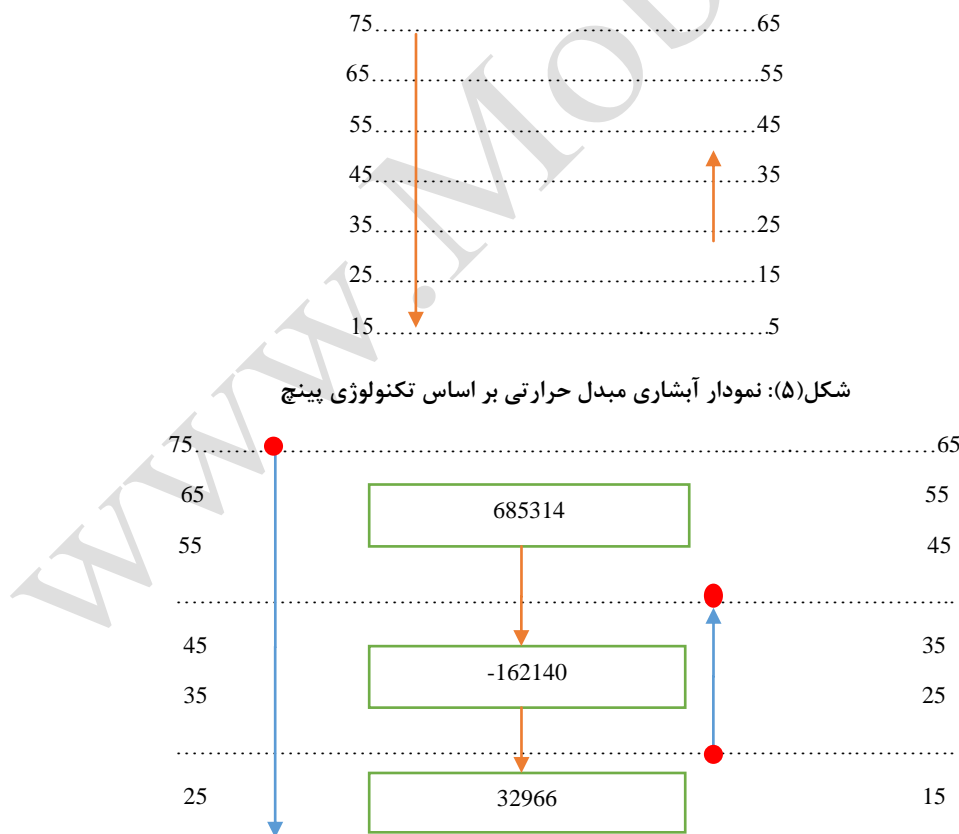 75......................................................65
65......................................................55
55......................................................45
45......................................................35
35......................................................25
25......................................................15
15......................................................5
شکل(۵): نمودار آبشاری مبدل حرارتی بر اساس تکنولوژی پینچ
75......................................................65
65 685314 55
55 45
45 -162140 35
35 25
25 32966 15
www.Mo